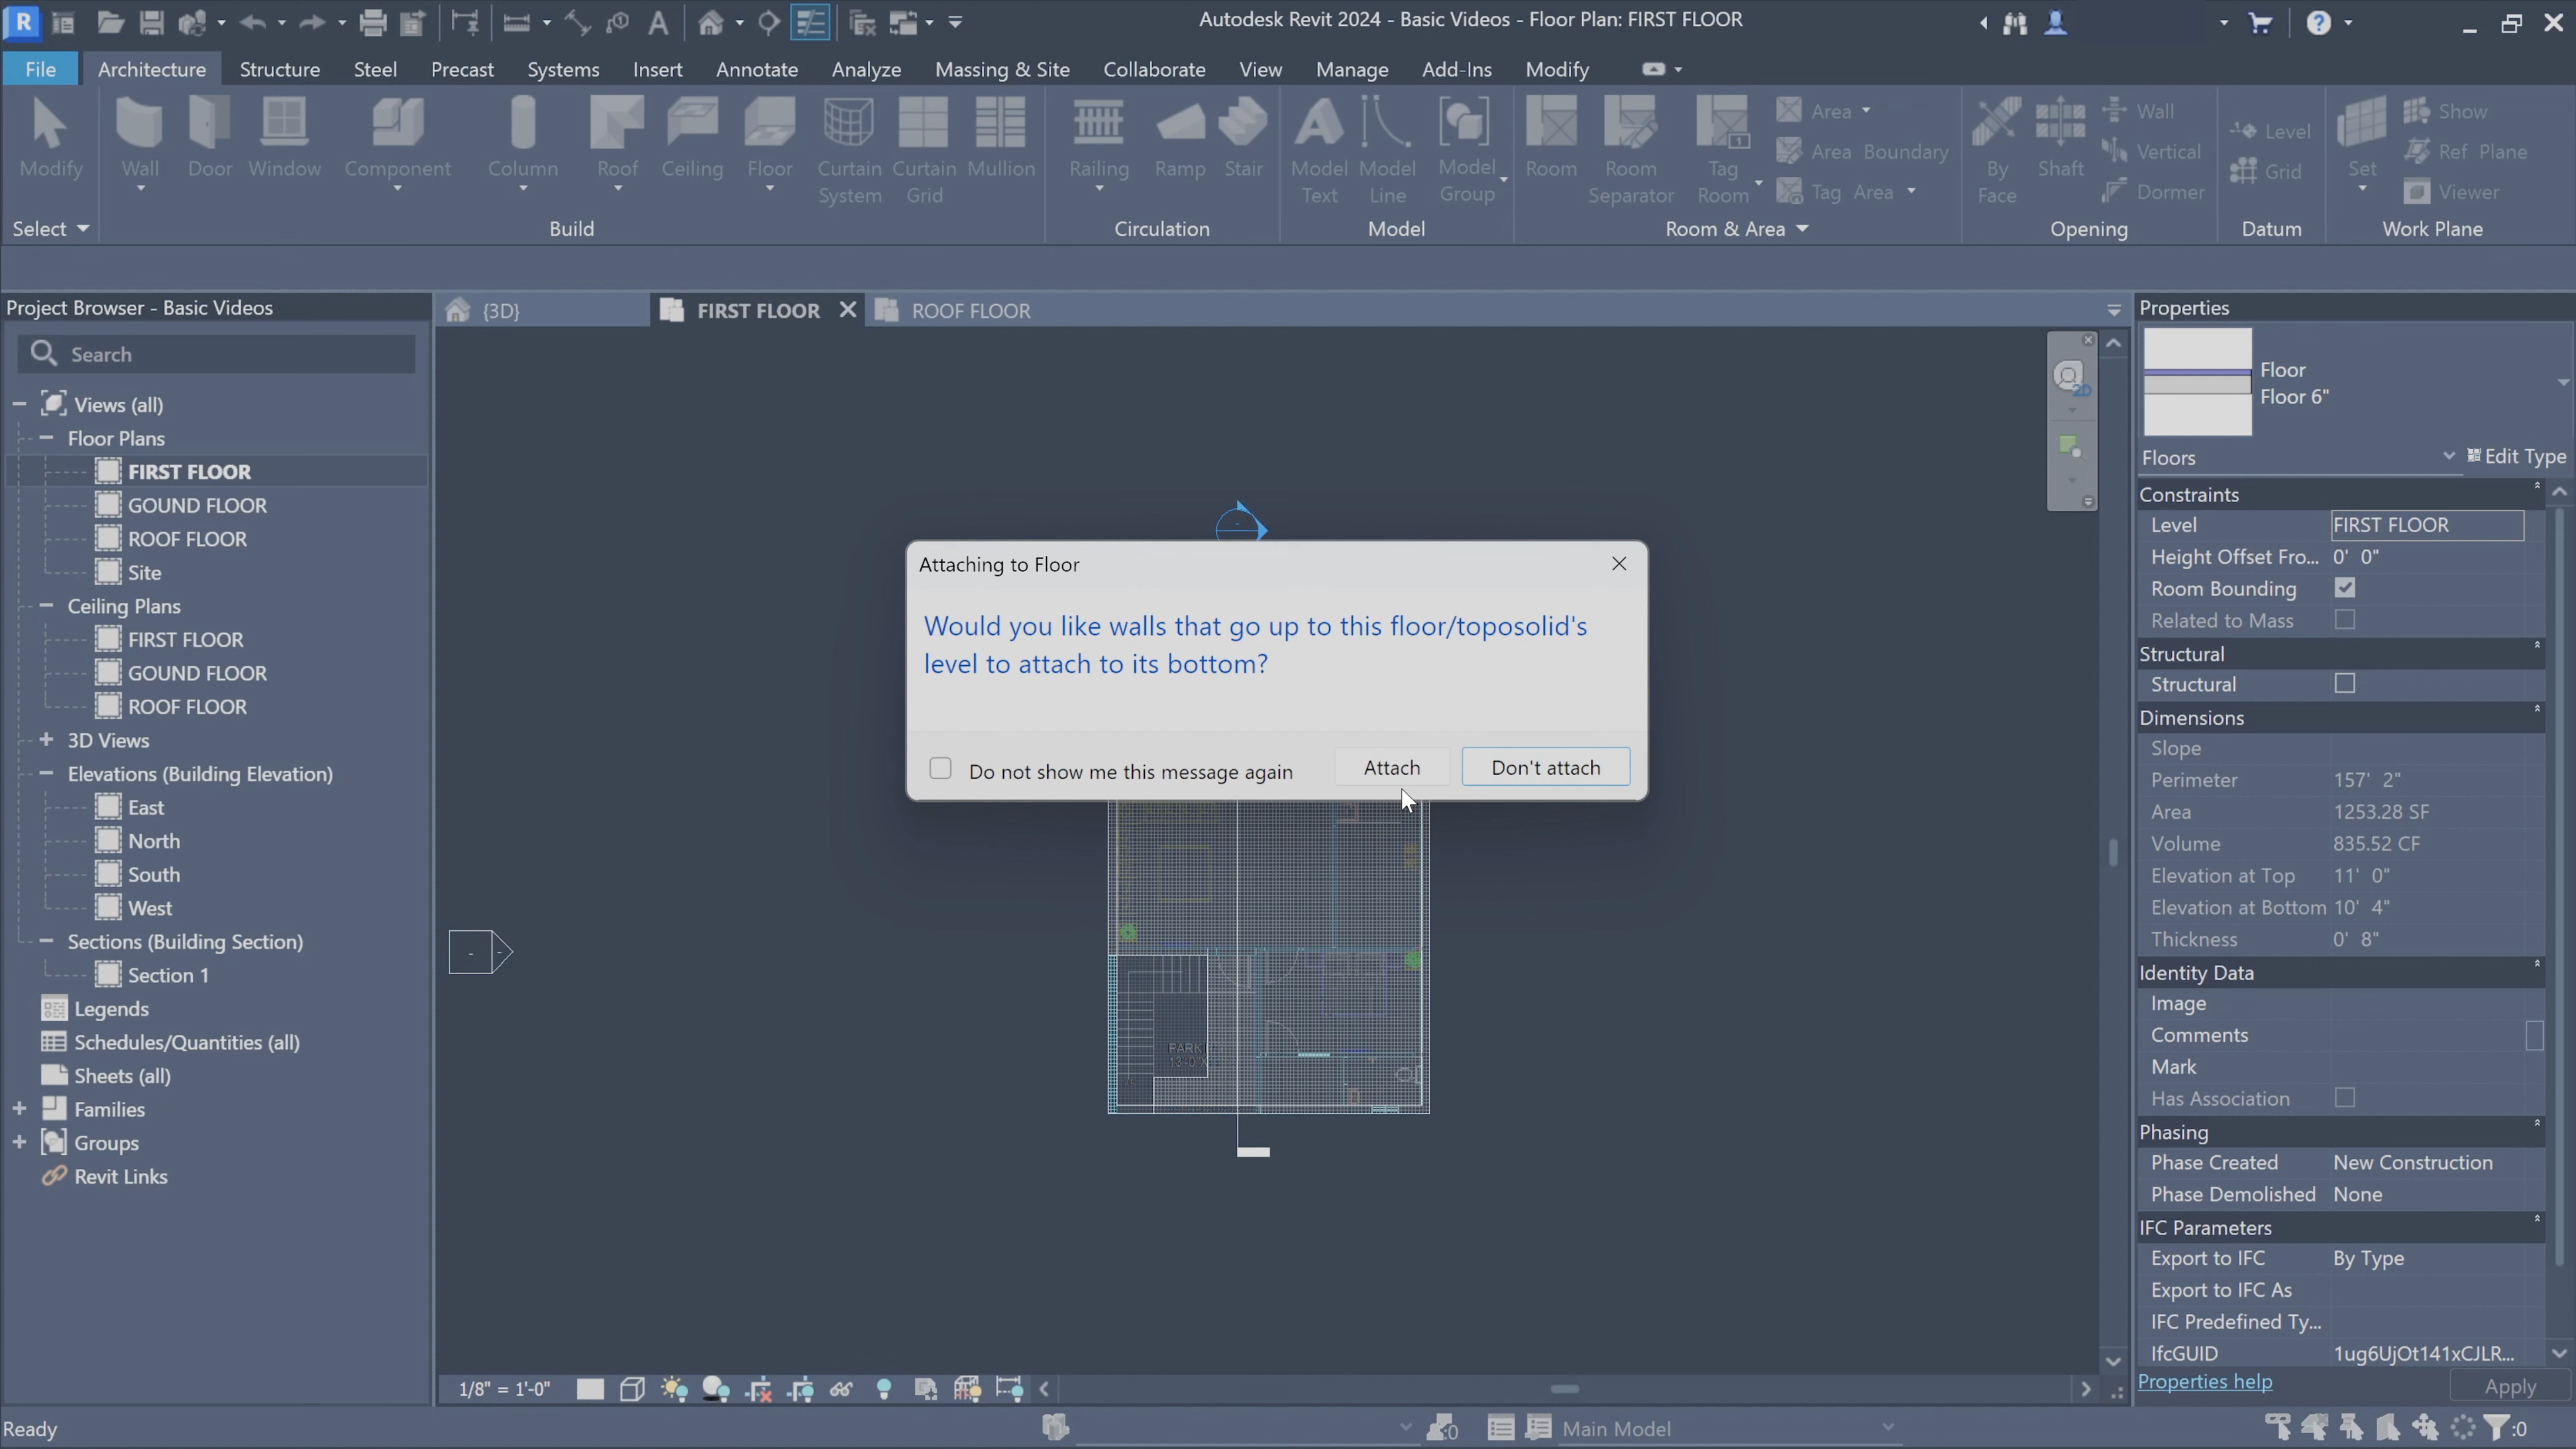 R
Autodesk Revit 2024 - Basic Videos - Floor Plan: FIRST FLOOR
File
Architecture
Structure
Steel
Precast
Systems
Insert
Annotate
Analyze
Massing & Site
Collaborate
View
Manage
Add-Ins
Modify
Modify
Wall
Door
Window
Component
Column
Roof
Ceiling
Floor
Curtain System
Curtain Grid
Mullion
Railing
Ramp
Stair
Model Text
Model Line
Model Group
Room
Room Separator
Tag Room
Area
Area Boundary
Tag Area
By Face
Shaft
Wall
Vertical
Dormer
Level
Grid
Set
Show
Ref Plane
Viewer
Select
Build
Circulation
Model
Room & Area
Opening
Datum
Work Plane
Project Browser - Basic Videos
Search
Views (all)
Floor Plans
FIRST FLOOR
GOUND FLOOR
ROOF FLOOR
Site
Ceiling Plans
FIRST FLOOR
GOUND FLOOR
ROOF FLOOR
3D Views
Elevations (Building Elevation)
East
North
South
West
Sections (Building Section)
Section 1
Legends
Schedules/Quantities (all)
Sheets (all)
Families
Groups
Revit Links
{3D}
FIRST FLOOR
ROOF FLOOR
2D
Attaching to Floor
Would you like walls that go up to this floor/toposolid's
level to attach to its bottom?
Do not show me this message again
Attach
Don't attach
PARK
Properties
Floor
Floor 6"
Floors
Edit Type
Constraints
Level FIRST FLOOR
Height Offset Fro... 0' 0"
Room Bounding
Related to Mass
Structural
Structural
Dimensions
Slope
Perimeter 157' 2"
Area 1253.28 SF
Volume 835.52 CF
Elevation at Top 11' 0"
Elevation at Bottom 10' 4"
Thickness 0' 8"
Identity Data
Image
Comments
Mark
Has Association
Phasing
Phase Created New Construction
Phase Demolished None
IFC Parameters
Export to IFC By Type
Export to IFC As
IFC Predefined Ty...
IfcGUID 1ug6UjOt141xCJLR...
Properties help
Apply
1/8" = 1'-0"
Ready
:0
Main Model
:0